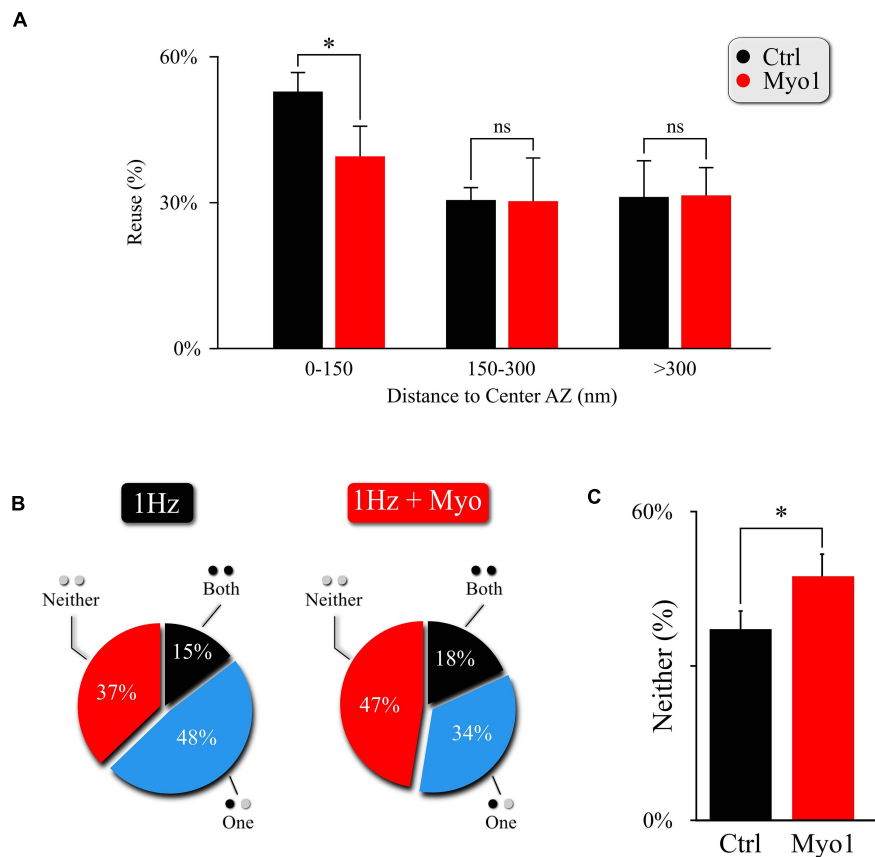 A
60%
*
Ctrl
Myo1
ns
ns
Reuse (%)
30%
0%
0-150
150-300
>300
Distance to Center AZ (nm)
B
1Hz
1Hz + Myo
Neither
Both
15%
37%
48%
One
Neither
Both
18%
47%
34%
One
C
60%
*
Neither (%)
0%
Ctrl
Myo1